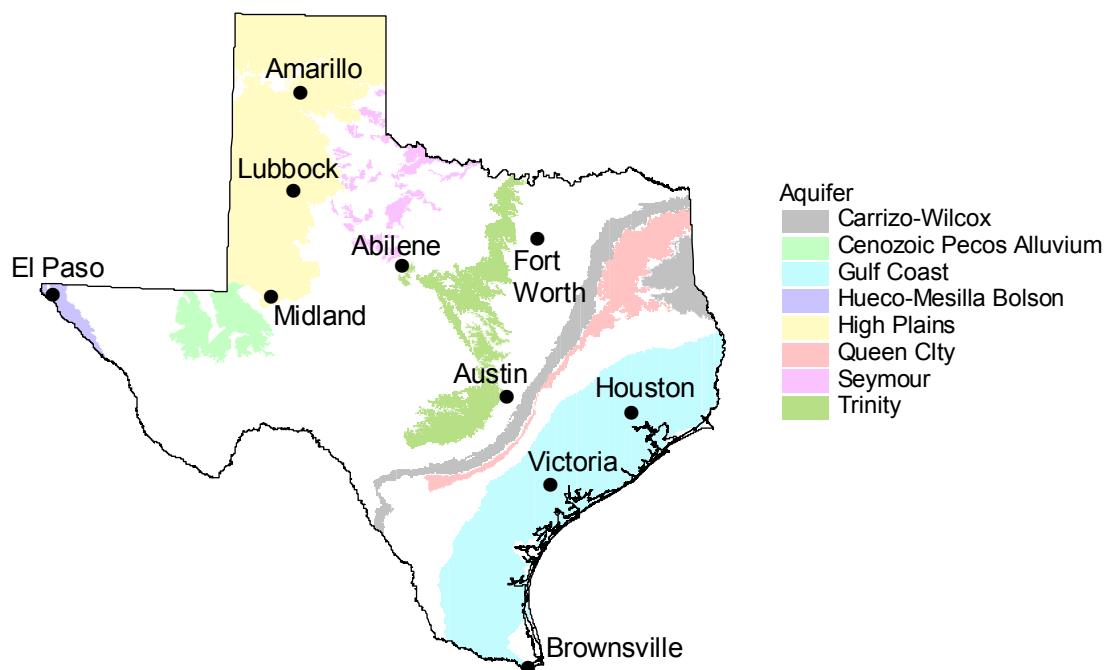 Amarillo
Lubbock
Abilene
El Paso
Fort
Worth
Midland
Austin
Houston
Victoria
Brownsville
Aquifer
Carrizo-Wilcox
Cenozoic Pecos Alluvium
Gulf Coast
Hueco-Mesilla Bolson
High Plains
Queen CIty
Seymour
Trinity